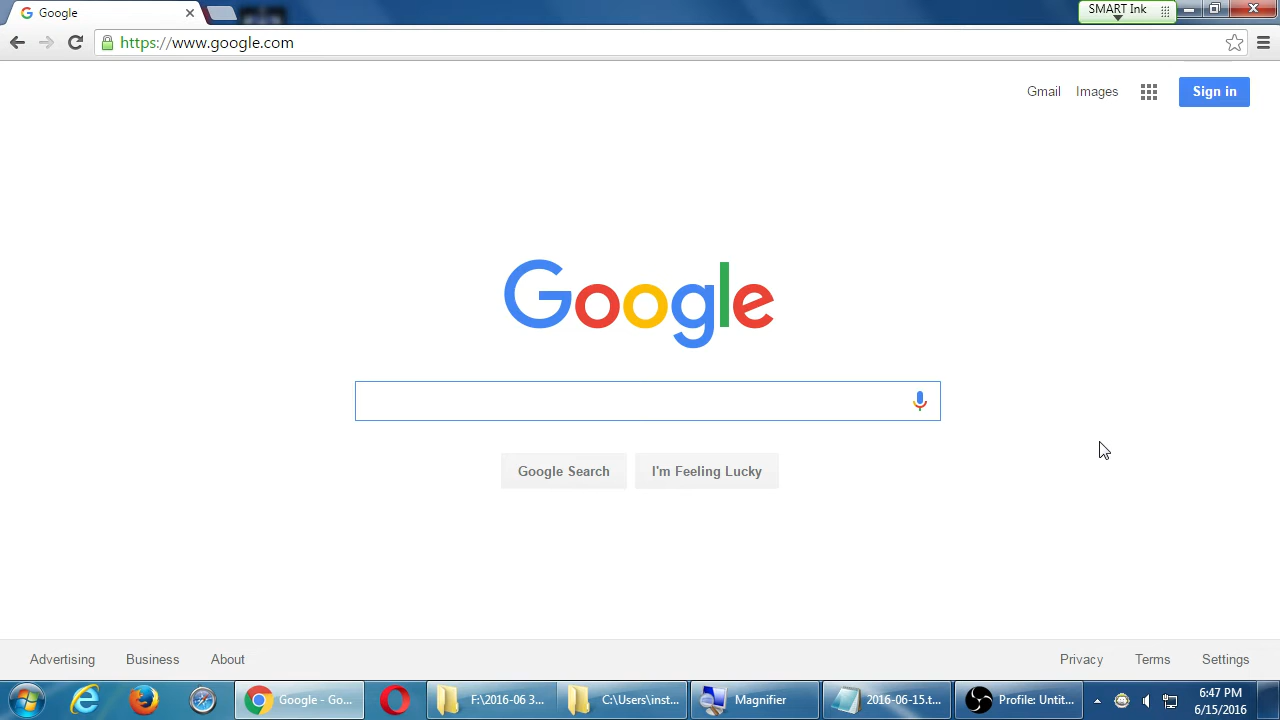 Google
SMART Ink
https://www.google.com
Gmail Images Sign in
Google
Google Search I'm Feeling Lucky
Advertising Business About Privacy Terms Settings
Google - Go... F:\2016-06 3... C:\Users\inst... Magnifier 2016-06-15.t... Profile: Untit... 6:47 PM
6/15/2016